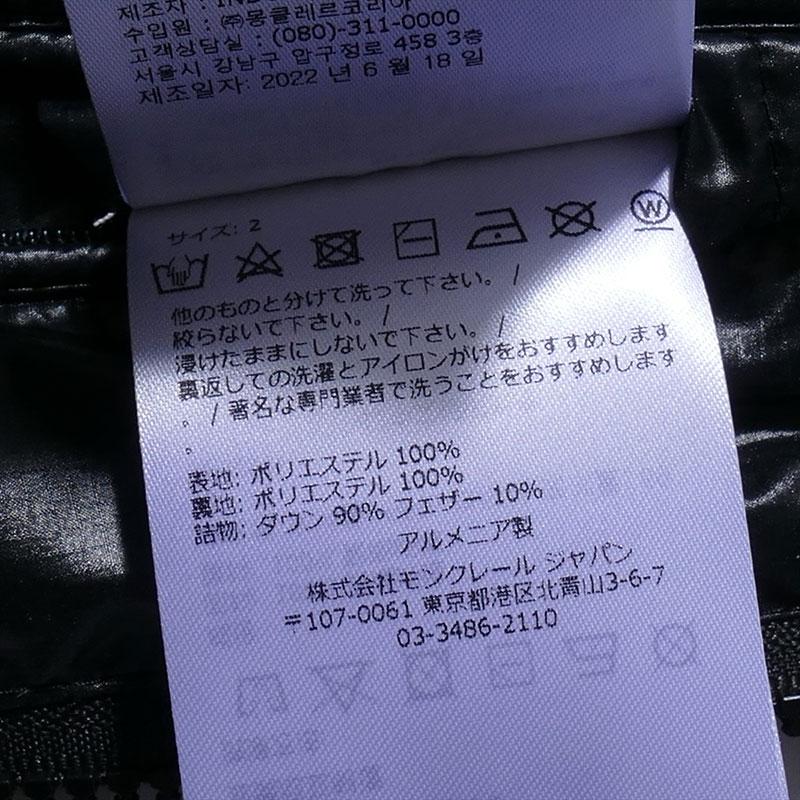 제조자 : IND
수입원 : ㈜몽클레르코리아
고객상담실 : (080)-311-0000
서울시 강남구 압구정로 458 3층
제조일자: 2022 년 6 월 18 일
サイズ: 2
W
他のものと分けて洗って下さい。 /
絞らないで下さい。 /
浸けたままにしないで下さい。 /
裏返しての洗濯とアイロンがけをおすすめします
。 / 著名な専門業者で洗うことをおすすめします
。
表地: ポリエステル 100%
裏地: ポリエステル 100%
詰物: ダウン 90% フェザー 10%
アルメニア製
株式会社モンクレール ジャパン
〒107-0061 東京都港区北青山3-6-7
03-3486-2110